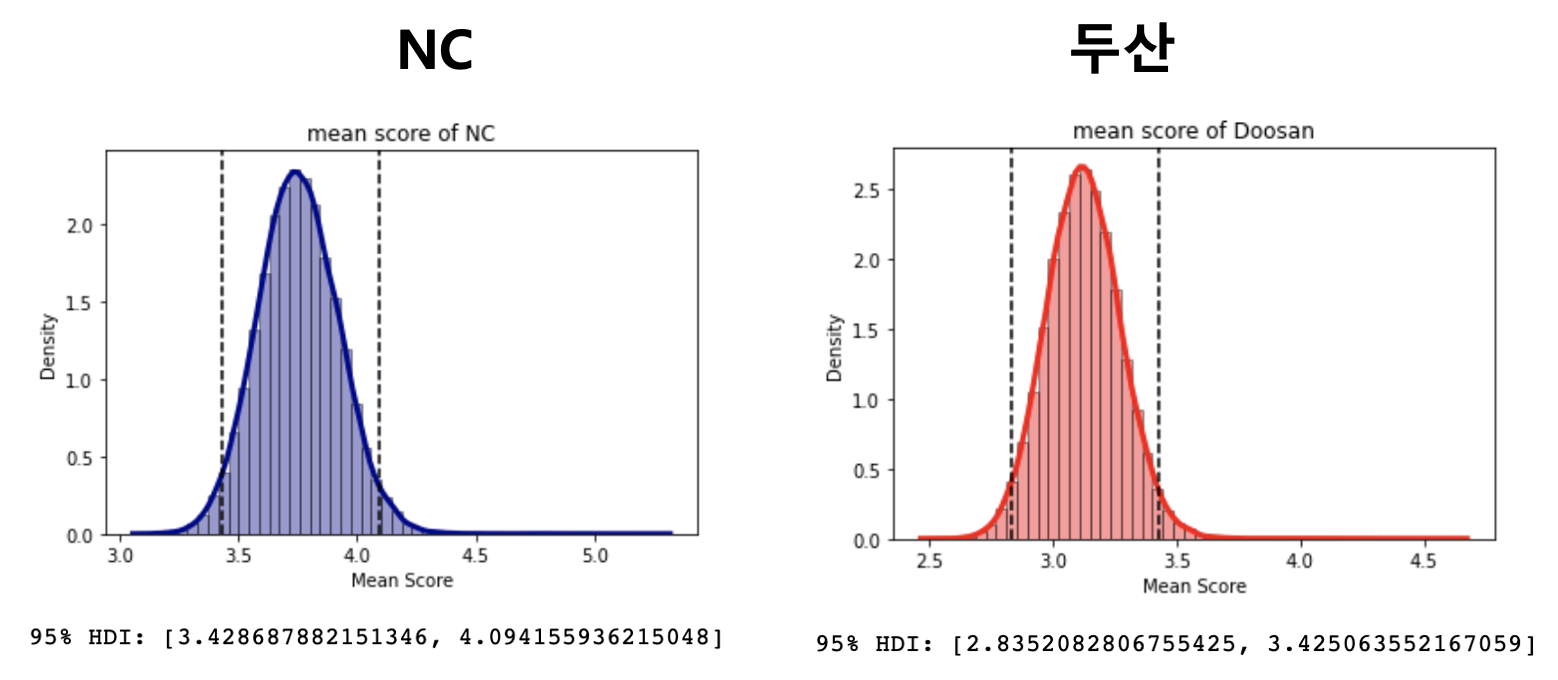 NC
두산
mean score of NC
Density
2.0
1.5
1.0
0.5
0.0
3.0 3.5 4.0 4.5 5.0
Mean Score
95% HDI: [3.428687882151346, 4.094155936215048]
mean score of Doosan
Density
2.5
2.0
1.5
1.0
0.5
0.0
2.5 3.0 3.5 4.0 4.5
Mean Score
95% HDI: [2.8352082806755425, 3.425063552167059]